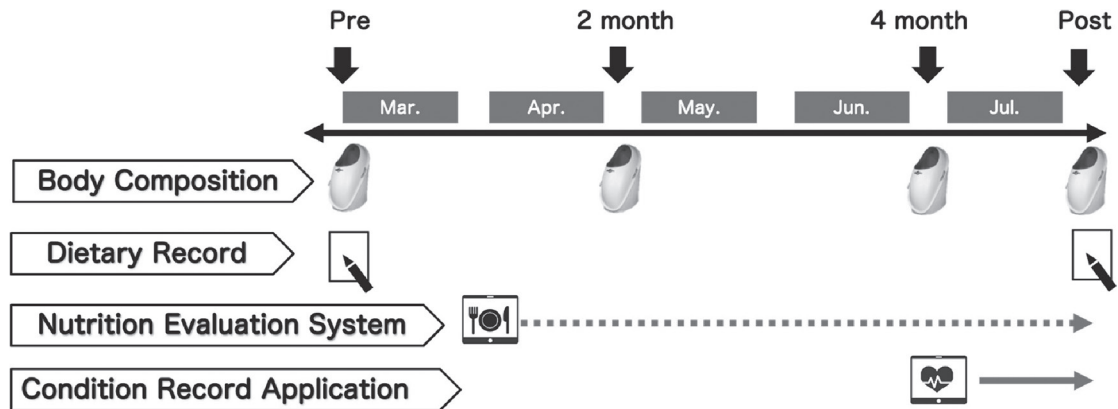 Pre 2 month 4 month Post
Mar. Apr. May. Jun. Jul.
Body Composition
Dietary Record
Nutrition Evaluation System
Condition Record Application